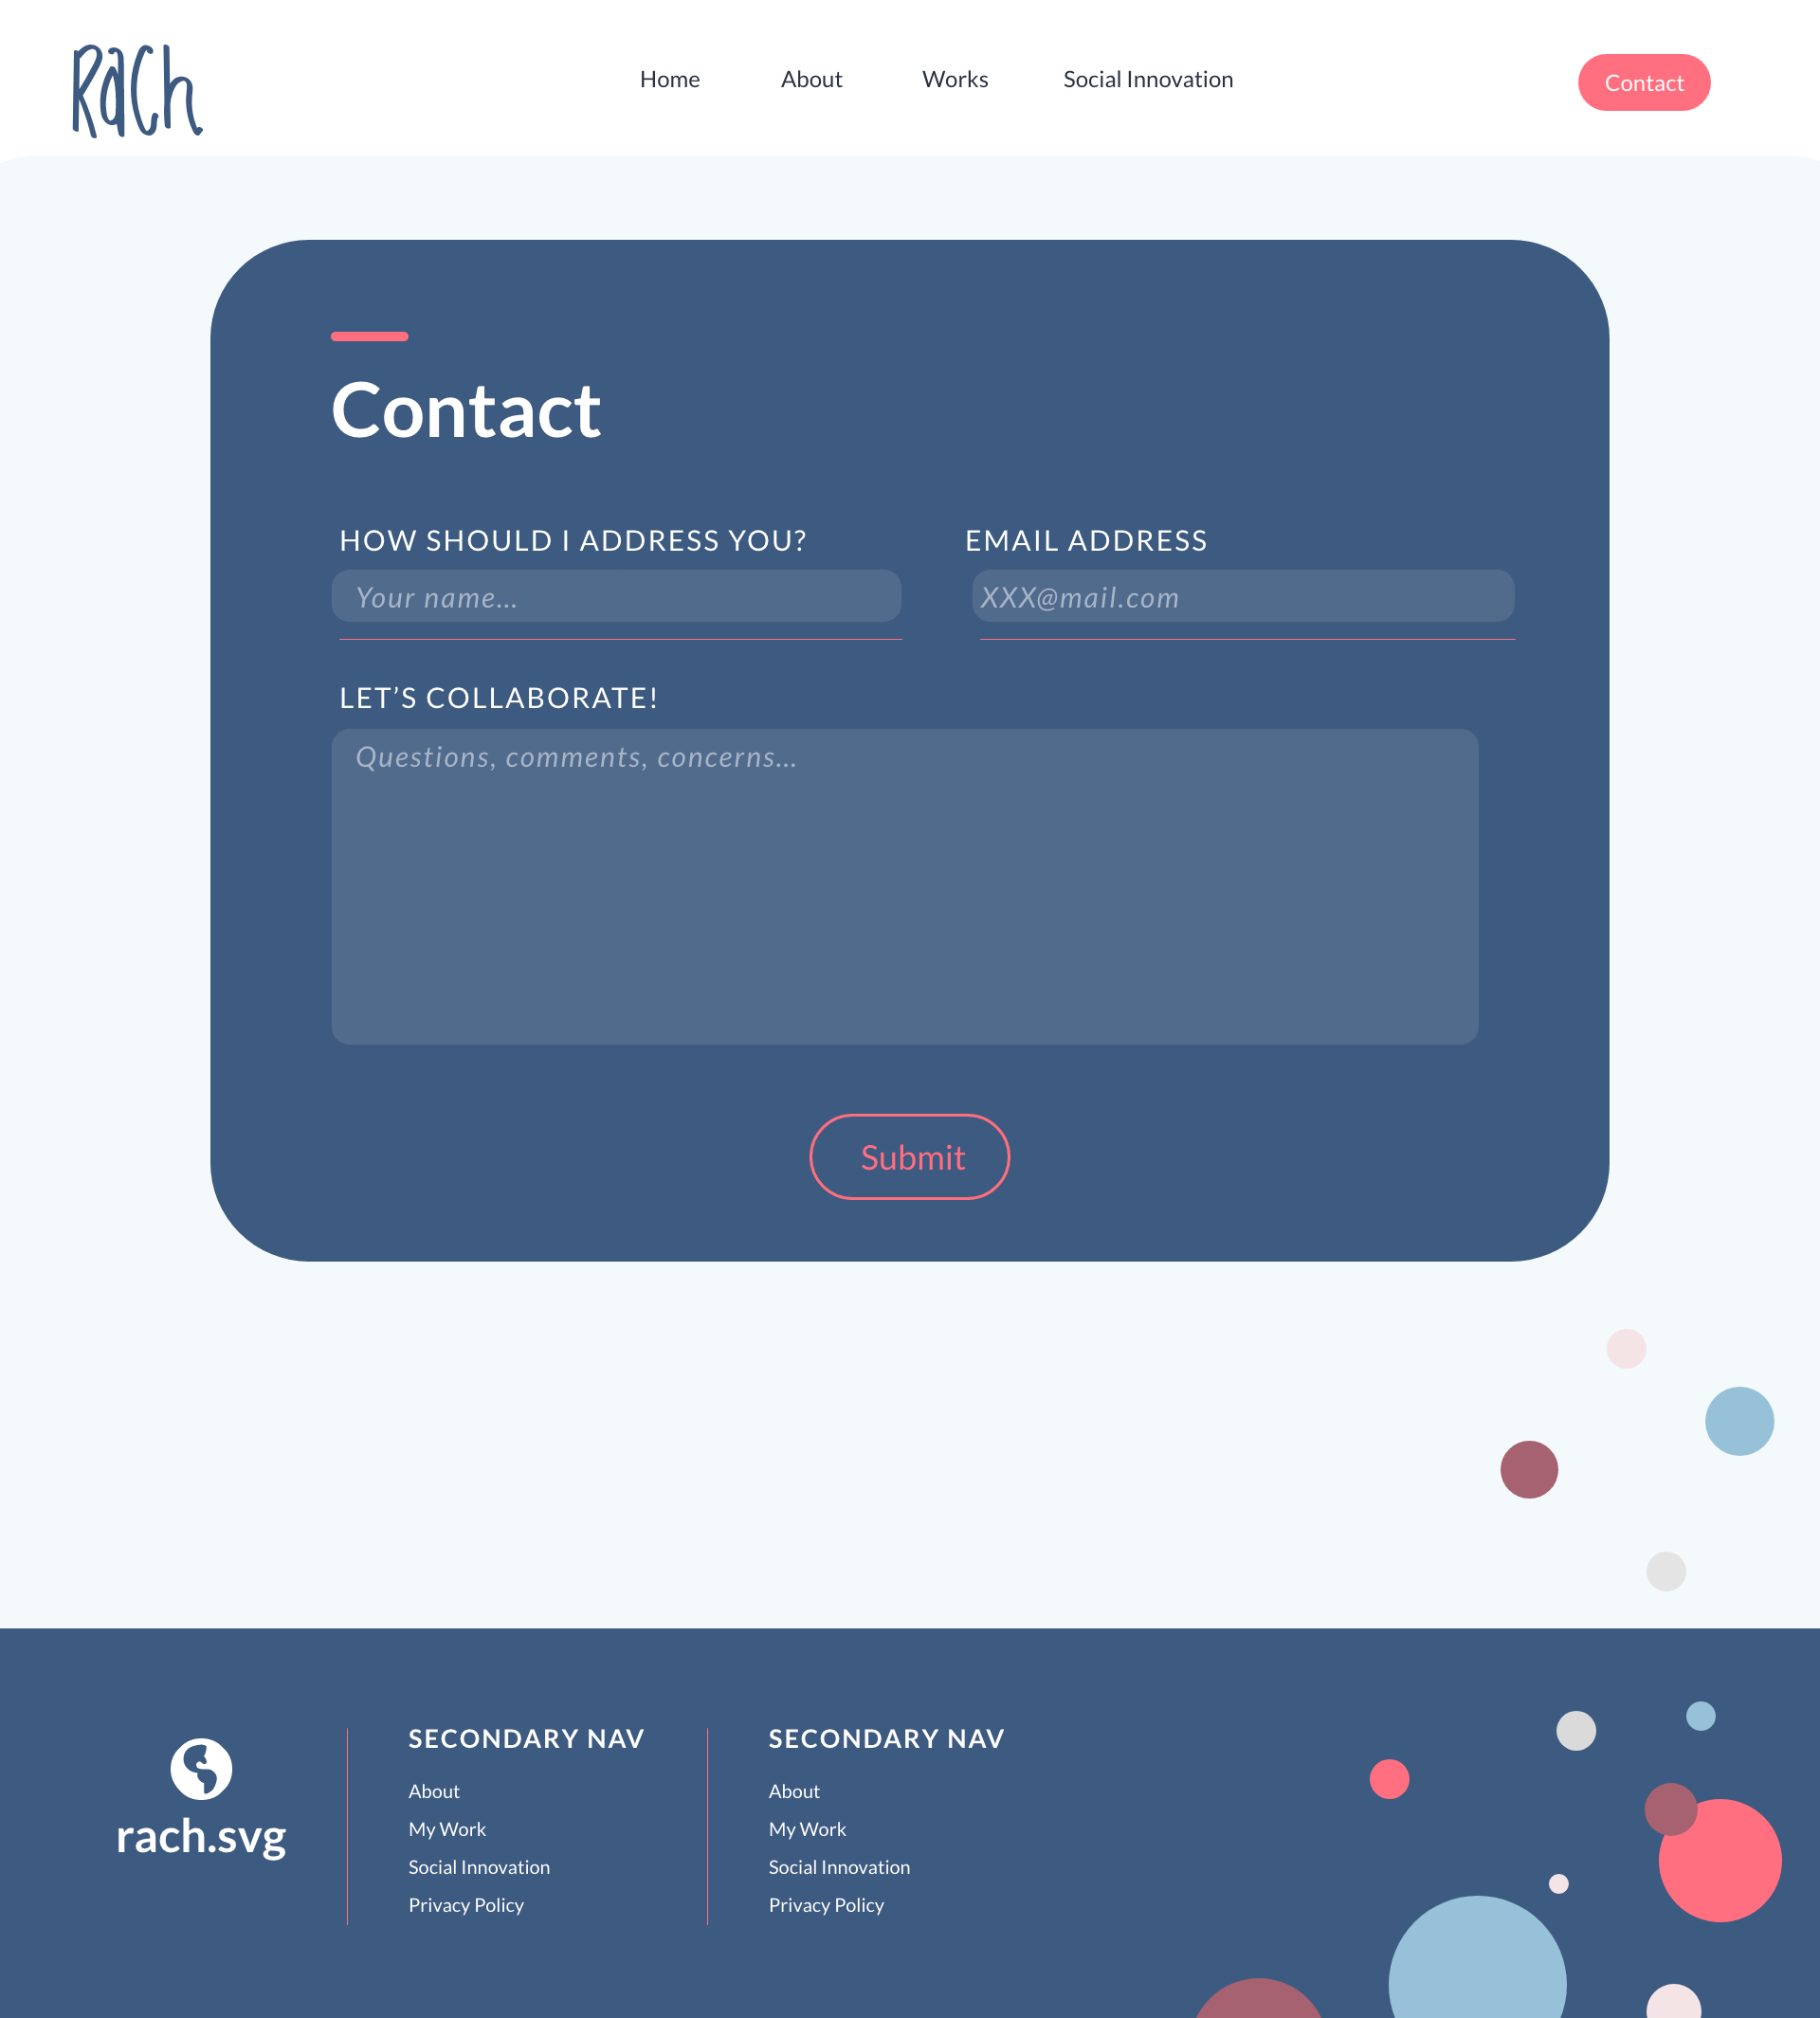 Rach
Home About Works Social Innovation Contact
Contact
HOW SHOULD I ADDRESS YOU? EMAIL ADDRESS
Your name... XXX@mail.com
LET’S COLLABORATE!
Questions, comments, concerns...
Submit
SECONDARY NAV SECONDARY NAV
About About
My Work My Work
rach.svg
Social Innovation Social Innovation
Privacy Policy Privacy Policy